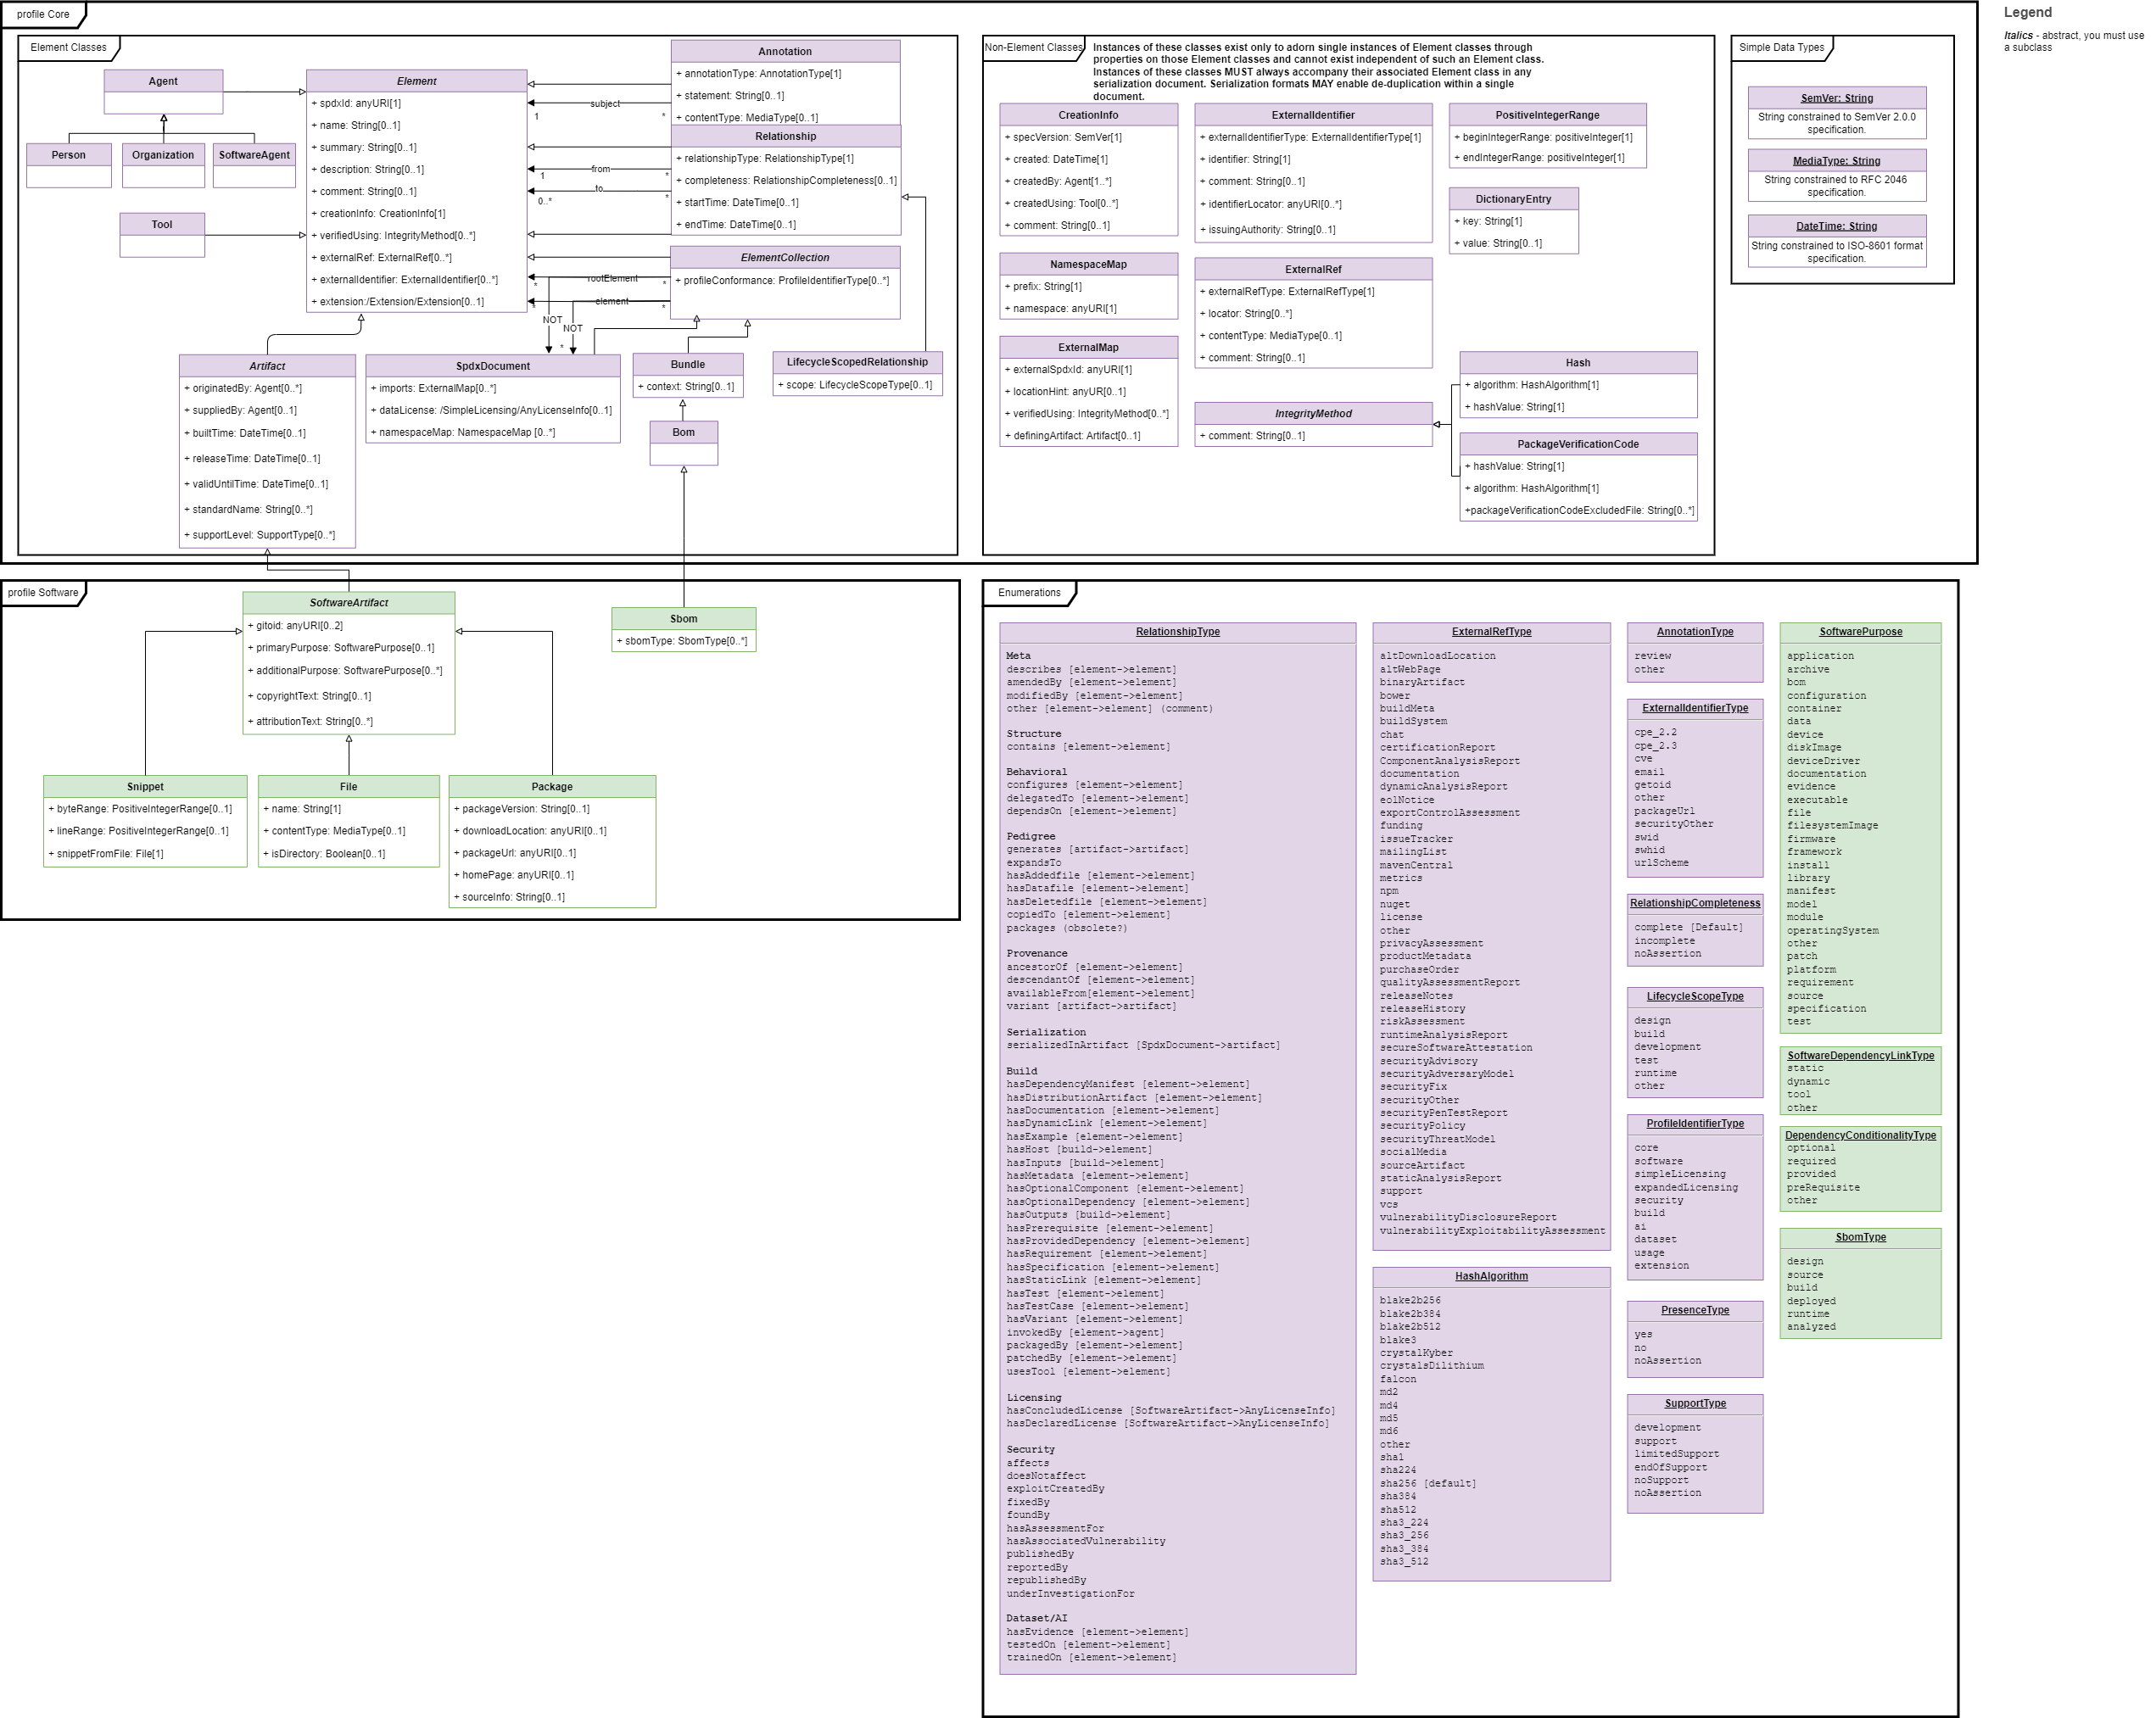 profile Core
Element Classes
Agent
Person
Organization
SoftwareAgent
Tool
Element
+ spdxId: anyURI[1]
+ name: String[0..1]
+ summary: String[0..1]
+ description: String[0..1]
+ comment: String[0..1]
+ creationInfo: CreationInfo[1]
+ verifiedUsing: IntegrityMethod[0..*]
+ externalRef: ExternalRef[0..*]
+ externalIdentifier: ExternalIdentifier[0..*]
+ extension:/Extension/Extension[0..1]
subject
1
*
from
1
*
to
0..*
*
rootElement
*
*
element
*
*
NOT
NOT
*
Annotation
+ annotationType: AnnotationType[1]
+ statement: String[0..1]
+ contentType: MediaType[0..1]
Relationship
+ relationshipType: RelationshipType[1]
+ completeness: RelationshipCompleteness[0..1]
+ startTime: DateTime[0..1]
+ endTime: DateTime[0..1]
ElementCollection
+ profileConformance: ProfileIdentifierType[0..*]
Artifact
+ originatedBy: Agent[0..*]
+ suppliedBy: Agent[0..1]
+ builtTime: DateTime[0..1]
+ releaseTime: DateTime[0..1]
+ validUntilTime: DateTime[0..1]
+ standardName: String[0..*]
+ supportLevel: SupportType[0..*]
SpdxDocument
+ imports: ExternalMap[0..*]
+ dataLicense: /SimpleLicensing/AnyLicenseInfo[0..1]
+ namespaceMap: NamespaceMap [0..*]
Bundle
+ context: String[0..1]
Bom
LifecycleScopedRelationship
+ scope: LifecycleScopeType[0..1]
Non-Element Classes
Instances of these classes exist only to adorn single instances of Element classes through
properties on those Element classes and cannot exist independent of such an Element class.
Instances of these classes MUST always accompany their associated Element class in any
serialization document. Serialization formats MAY enable de-duplication within a single
document.
CreationInfo
+ specVersion: SemVer[1]
+ created: DateTime[1]
+ createdBy: Agent[1..*]
+ createdUsing: Tool[0..*]
+ comment: String[0..1]
NamespaceMap
+ prefix: String[1]
+ namespace: anyURI[1]
ExternalMap
+ externalSpdxId: anyURI[1]
+ locationHint: anyUR[0..1]
+ verifiedUsing: IntegrityMethod[0..*]
+ definingArtifact: Artifact[0..1]
ExternalIdentifier
+ externalIdentifierType: ExternalIdentifierType[1]
+ identifier: String[1]
+ comment: String[0..1]
+ identifierLocator: anyURI[0..*]
+ issuingAuthority: String[0..1]
ExternalRef
+ externalRefType: ExternalRefType[1]
+ locator: String[0..*]
+ contentType: MediaType[0..1]
+ comment: String[0..1]
IntegrityMethod
+ comment: String[0..1]
PositiveIntegerRange
+ beginIntegerRange: positiveInteger[1]
+ endIntegerRange: positiveInteger[1]
DictionaryEntry
+ key: String[1]
+ value: String[0..1]
Hash
+ algorithm: HashAlgorithm[1]
+ hashValue: String[1]
PackageVerificationCode
+ hashValue: String[1]
+ algorithm: HashAlgorithm[1]
+packageVerificationCodeExcludedFile: String[0..*]
Simple Data Types
SemVer: String
String constrained to SemVer 2.0.0
specification.
MediaType: String
String constrained to RFC 2046
specification.
DateTime: String
String constrained to ISO-8601 format
specification.
Legend
Italics - abstract, you must use
a subclass
profile Software
SoftwareArtifact
+ gitoid: anyURI[0..2]
+ primaryPurpose: SoftwarePurpose[0..1]
+ additionalPurpose: SoftwarePurpose[0..*]
+ copyrightText: String[0..1]
+ attributionText: String[0..*]
Sbom
+ sbomType: SbomType[0..*]
Snippet
+ byteRange: PositiveIntegerRange[0..1]
+ lineRange: PositiveIntegerRange[0..1]
+ snippetFromFile: File[1]
File
+ name: String[1]
+ contentType: MediaType[0..1]
+ isDirectory: Boolean[0..1]
Package
+ packageVersion: String[0..1]
+ downloadLocation: anyURI[0..1]
+ packageUrl: anyURI[0..1]
+ homePage: anyURI[0..1]
+ sourceInfo: String[0..1]
Enumerations
RelationshipType
Meta
describes [element->element]
amendedBy [element->element]
modifiedBy [element->element]
other [element->element] (comment)
Structure
contains [element->element]
Behavioral
configures [element->element]
delegatedTo [element->element]
dependsOn [element->element]
Pedigree
generates [artifact->artifact]
expandsTo
hasAddedfile [element->element]
hasDatafile [element->element]
hasDeletedfile [element->element]
copiedTo [element->element]
packages (obsolete?)
Provenance
ancestorOf [element->element]
descendantOf [element->element]
availableFrom[element->element]
variant [artifact->artifact]
Serialization
serializedInArtifact [SpdxDocument->artifact]
Build
hasDependencyManifest [element->element]
hasDistributionArtifact [element->element]
hasDocumentation [element->element]
hasDynamicLink [element->element]
hasExample [element->element]
hasHost [build->element]
hasInputs [build->element]
hasMetadata [element->element]
hasOptionalComponent [element->element]
hasOptionalDependency [element->element]
hasOutputs [build->element]
hasPrerequisite [element->element]
hasProvidedDependency [element->element]
hasRequirement [element->element]
hasSpecification [element->element]
hasStaticLink [element->element]
hasTest [element->element]
hasTestCase [element->element]
hasVariant [element->element]
invokedBy [element->agent]
packagedBy [element->element]
patchedBy [element->element]
usesTool [element->element]
Licensing
hasConcludedLicense [SoftwareArtifact->AnyLicenseInfo]
hasDeclaredLicense [SoftwareArtifact->AnyLicenseInfo]
Security
affects
doesNotaffect
exploitCreatedBy
fixedBy
foundBy
hasAssessmentFor
hasAssociatedVulnerability
publishedBy
reportedBy
republishedBy
underInvestigationFor
Dataset/AI
hasEvidence [element->element]
testedOn [element->element]
trainedOn [element->element]
ExternalRefType
altDownloadLocation
altWebPage
binaryArtifact
bower
buildMeta
buildSystem
chat
certificationReport
ComponentAnalysisReport
documentation
dynamicAnalysisReport
eolNotice
exportControlAssessment
funding
issueTracker
mailingList
mavenCentral
metrics
npm
nuget
license
other
privacyAssessment
productMetadata
purchaseOrder
qualityAssessmentReport
releaseNotes
releaseHistory
riskAssessment
runtimeAnalysisReport
secureSoftwareAttestation
securityAdvisory
securityAdversaryModel
securityFix
securityOther
securityPenTestReport
securityPolicy
securityThreatModel
socialMedia
sourceArtifact
staticAnalysisReport
support
vcs
vulnerabilityDisclosureReport
vulnerabilityExploitabilityAssessment
HashAlgorithm
blake2b256
blake2b384
blake2b512
blake3
crystalKyber
crystalsDilithium
falcon
md2
md4
md5
md6
other
sha1
sha224
sha256 [default]
sha384
sha512
sha3_224
sha3_256
sha3_384
sha3_512
AnnotationType
review
other
ExternalIdentifierType
cpe_2.2
cpe_2.3
cve
email
getoid
other
packageUrl
securityOther
swid
swhid
urlScheme
RelationshipCompleteness
complete [Default]
incomplete
noAssertion
LifecycleScopeType
design
build
development
test
runtime
other
ProfileIdentifierType
core
software
simpleLicensing
expandedLicensing
security
build
ai
dataset
usage
extension
PresenceType
yes
no
noAssertion
SupportType
development
support
limitedSupport
endOfSupport
noSupport
noAssertion
SoftwarePurpose
application
archive
bom
configuration
container
data
device
diskImage
deviceDriver
documentation
evidence
executable
file
filesystemImage
firmware
framework
install
library
manifest
model
module
operatingSystem
other
patch
platform
requirement
source
specification
test
SoftwareDependencyLinkType
static
dynamic
tool
other
DependencyConditionalityType
optional
required
provided
preRequisite
other
SbomType
design
source
build
deployed
runtime
analyzed